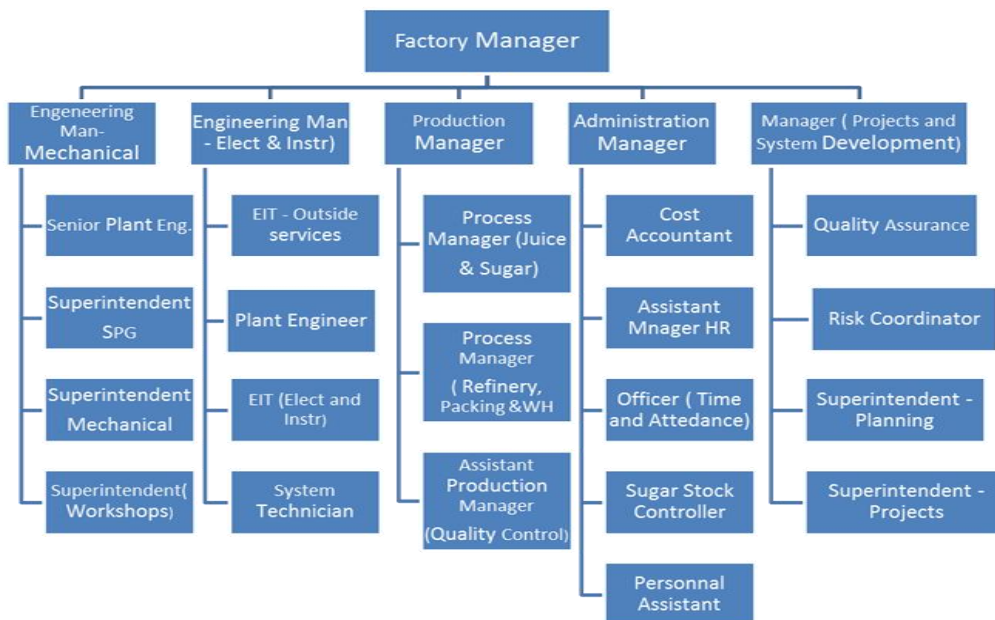 Factory Manager
Engeneering
Man-
Mechanical
Engineering Man
- Elect & Instr)
Production
Manager
Administration
Manager
Manager ( Projects and
System Development)
Senior Plant Eng.
Superintendent
SPG
Superintendent
Mechanical
Superintendent(
Workshops)
EIT - Outside
services
Plant Engineer
EIT (Elect and
Instr)
System
Technician
Process
Manager (Juice
& Sugar)
Process
Manager
( Refinery,
Packing &WH
Assistant
Production
Manager
(Quality Control)
Cost
Accountant
Assistant
Mnager HR
Officer ( Time
and Attedance)
Sugar Stock
Controller
Personnal
Assistant
Quality Assurance
Risk Coordinator
Superintendent -
Planning
Superintendent -
Projects